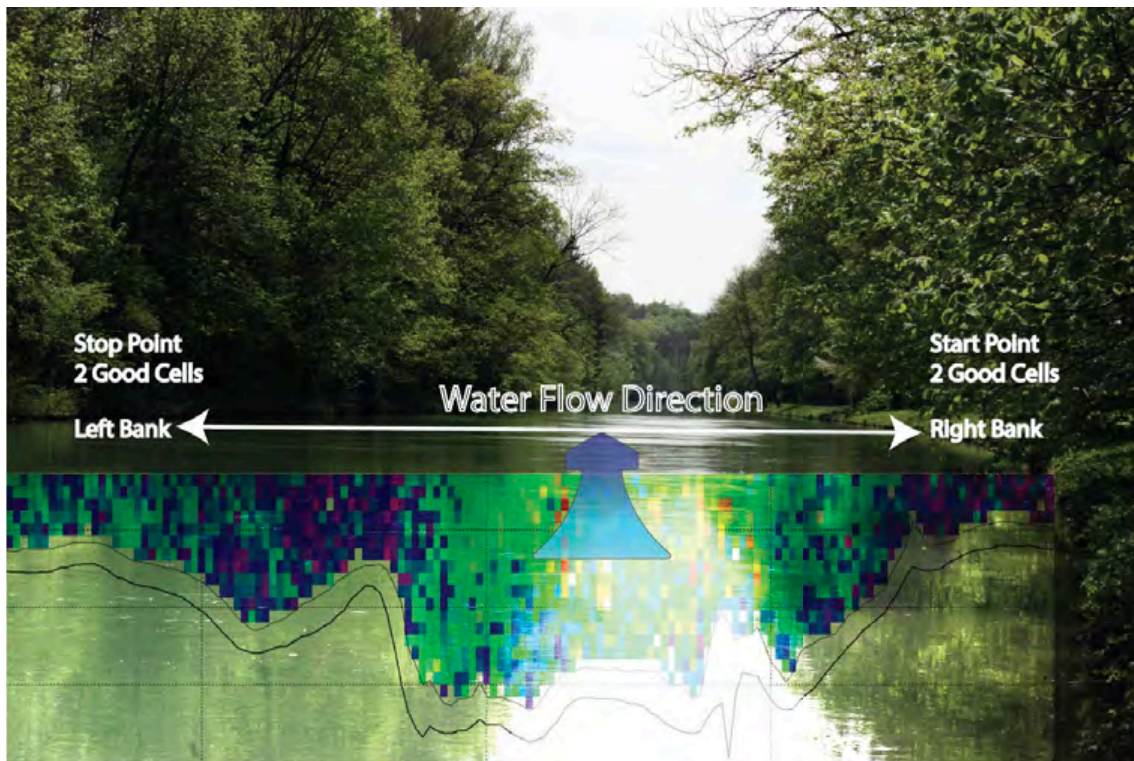 Stop Point
2 Good Cells
Start Point
2 Good Cells
Water Flow Direction
Left Bank
Right Bank